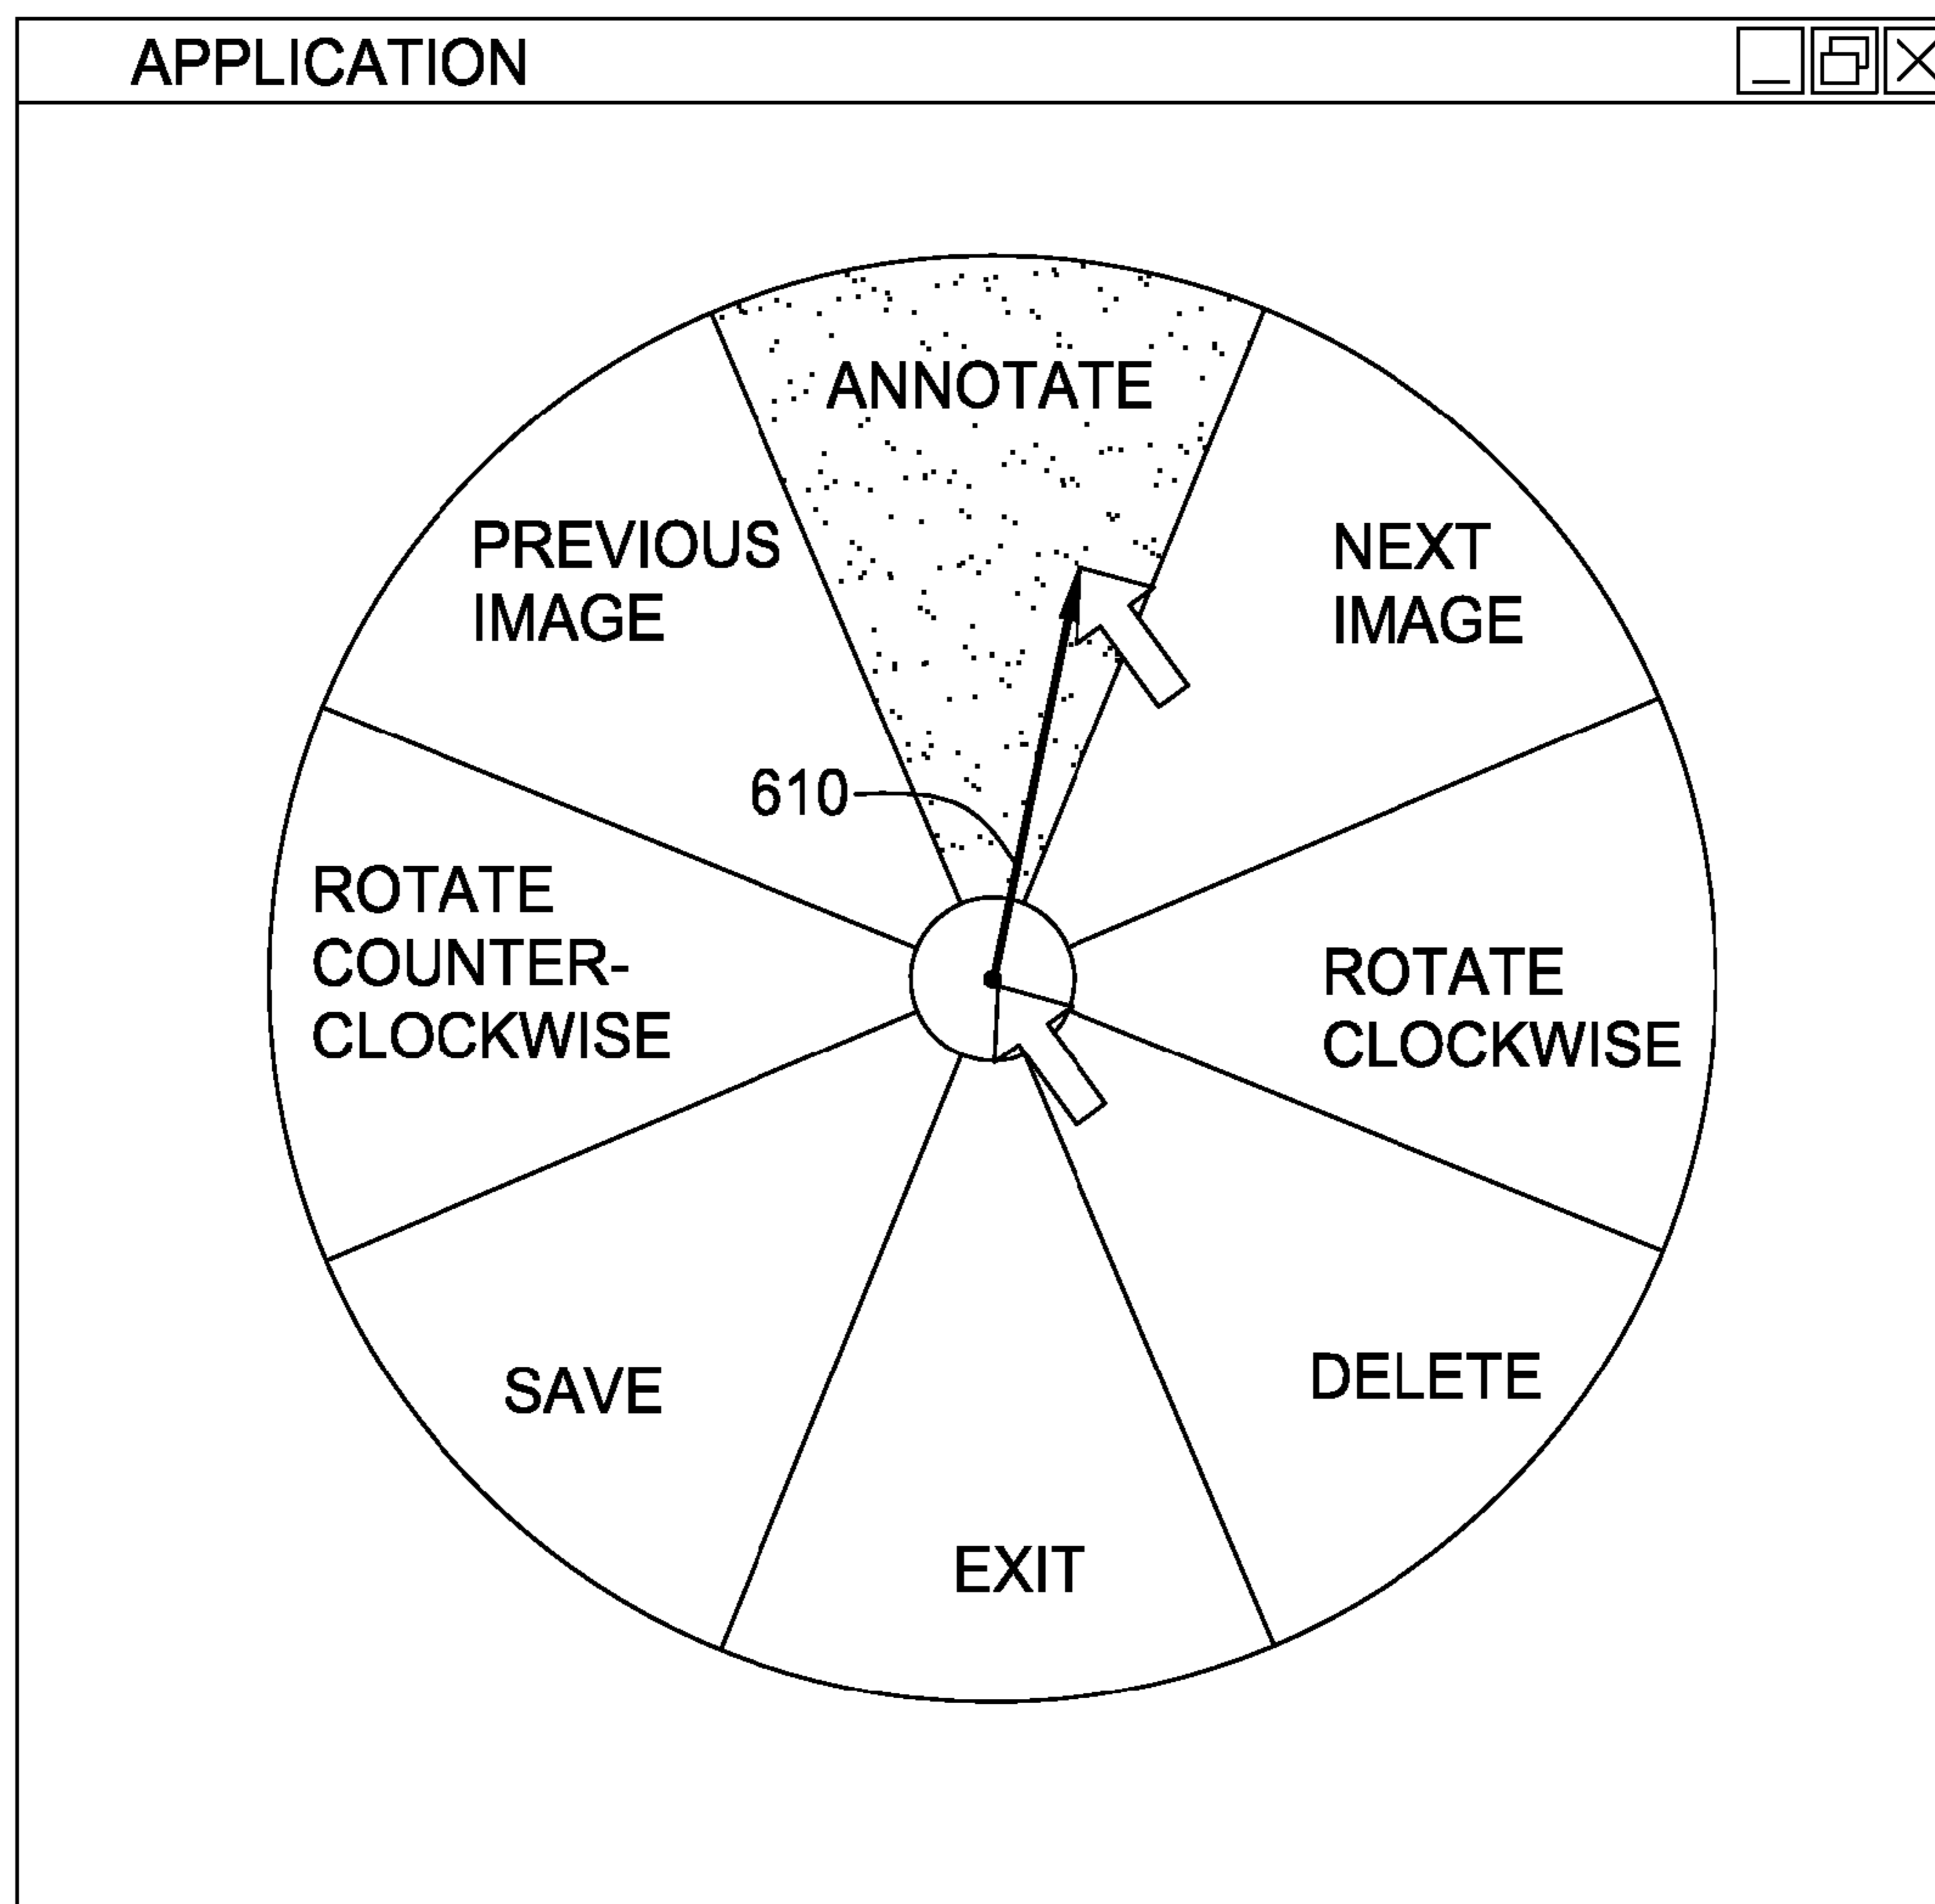 APPLICATION
ANNOTATE
PREVIOUS
IMAGE
NEXT
IMAGE
610
ROTATE
COUNTER-
CLOCKWISE
ROTATE
CLOCKWISE
SAVE
DELETE
EXIT